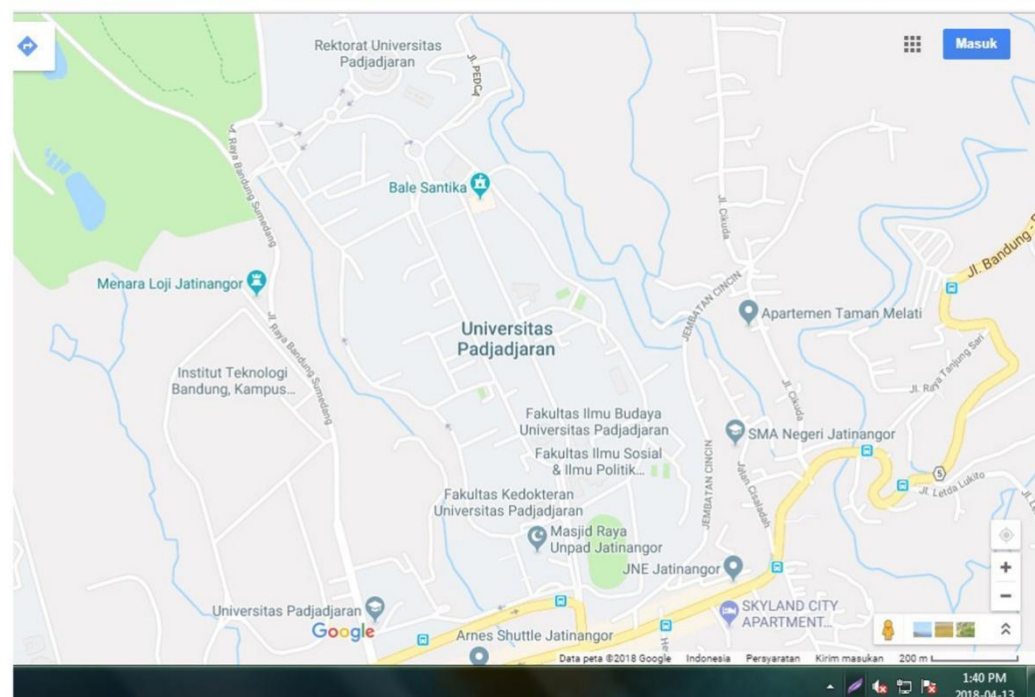 Rektorat Universitas
Padjadjaran
Jl. PEDCA
Masuk
Jl. Raya Bandung Sumedang
Bale Santika
Jl. Cikuda
Jl. Bandung
Menara Loji Jatinangor
JEMBATAN CINCIN
Apartemen Taman Melati
Jl. Raya Bandung Sumedang
Universitas
Padjadjaran
Jl. Raya Tanjung Sari
Institut Teknologi
Bandung, Kampus...
Jl. Cikuda
Fakultas Ilmu Budaya
Universitas Padjadjaran
SMA Negeri Jatinangor
Fakultas Ilmu Sosial
& Ilmu Politik...
JEMBATAN CINCIN
Jalan Cisaladah
5
Jl. Letda Lukito
Fakultas Kedokteran
Universitas Padjadjaran
Masjid Raya
Unpad Jatinangor
JNE Jatinangor
Universitas Padjadjaran
SKYLAND CITY
APARTMENT...
Google
Arnes Shuttle Jatinangor
Data peta ©2018 Google Indonesia Persyaratan Kirim masukan 200 m
1:40 PM
2018-04-13